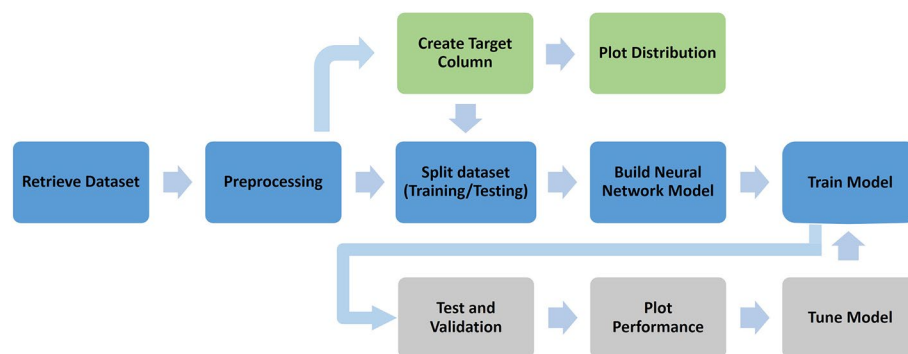 Create Target
Column
Plot Distribution
Retrieve Dataset
Preprocessing
Split dataset
(Training/Testing)
Build Neural
Network Model
Train Model
Test and
Validation
Plot
Performance
Tune Model